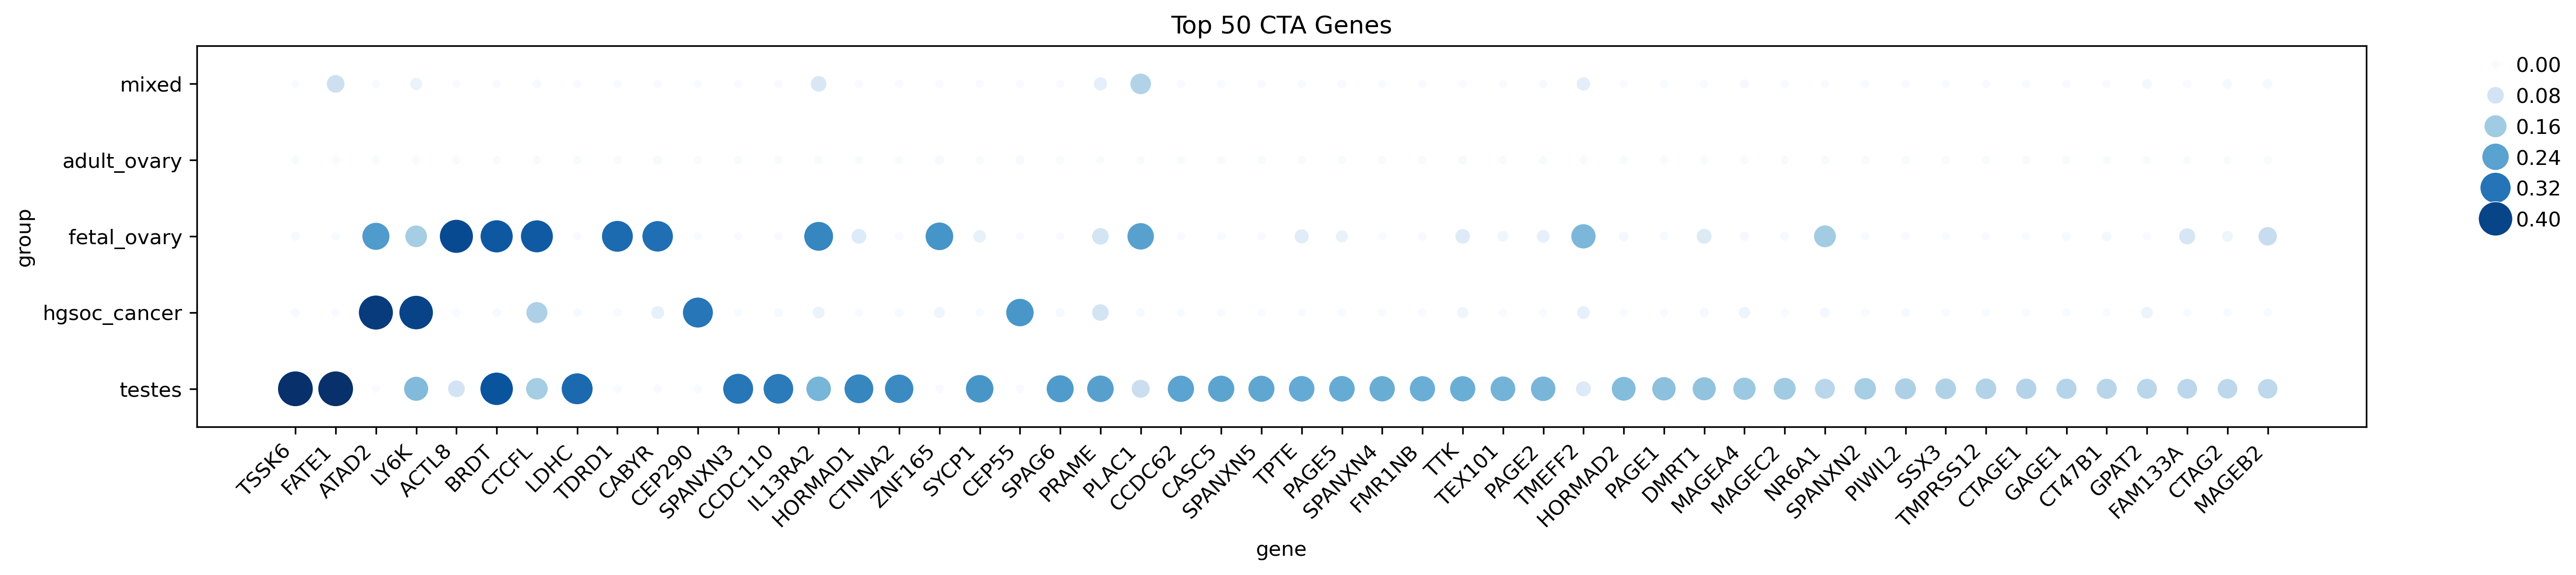 Top 50 CTA Genes
mixed
adult_ovary
fetal_ovary
hgsoc_cancer
testes
group
0.00
0.08
0.16
0.24
0.32
0.40
TSSK6
FATE1
ATAD2
LY6K
ACTL8
BRDT
CTCFL
LDHC
TDRD1
CABYR
CEP290
SPANXN3
CCDC110
IL13RA2
HORMAD1
CTNNA2
ZNF165
SYCP1
CEP55
SPAG6
PRAME
PLAC1
CCDC62
CASC5
SPANXN5
TPTE
PAGE5
SPANXN4
FMR1NB
TTK
TEX101
PAGE2
TMEFF2
HORMAD2
PAGE1
DMRT1
MAGEA4
MAGEC2
NR6A1
SPANXN2
PIWIL2
SSX3
TMPRSS12
CTAGE1
GAGE1
CT47B1
GPAT2
FAM133A
CTAG2
MAGEB2
gene